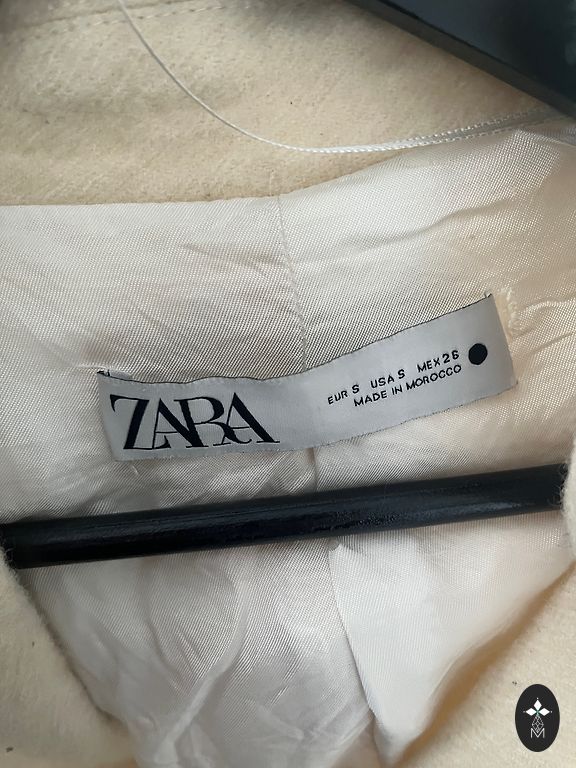 ZARA
EUR S USA S MEX 26
MADE IN MOROCCO
M